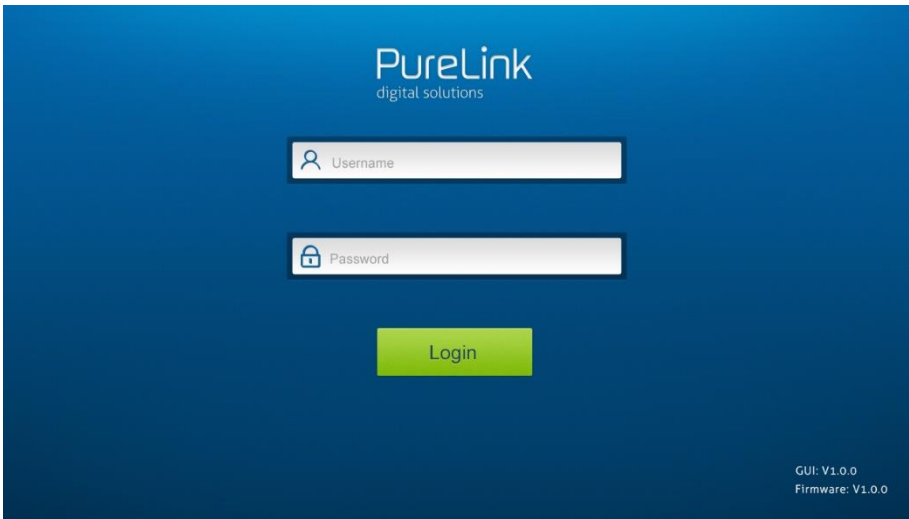 PureLink
digital solutions
Username
Password
Login
GUI: V1.0.0
Firmware: V1.0.0